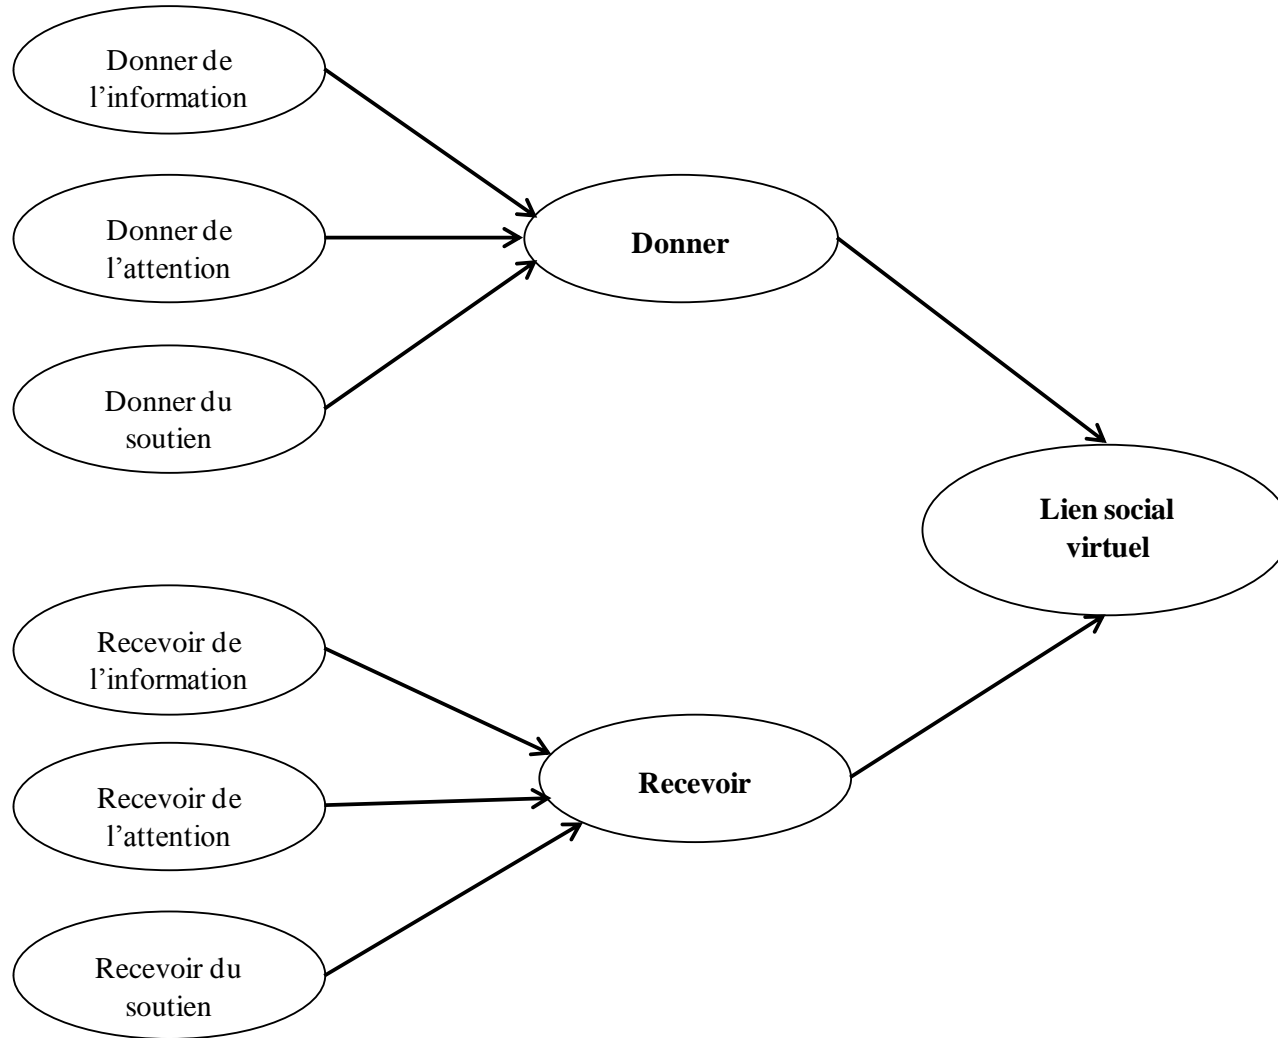 Donner de
l’information
Donner de
l’attention
Donner
Donner du
soutien
Lien social
virtuel
Recevoir de
l’information
Recevoir
Recevoir de
l’attention
Recevoir du
soutien